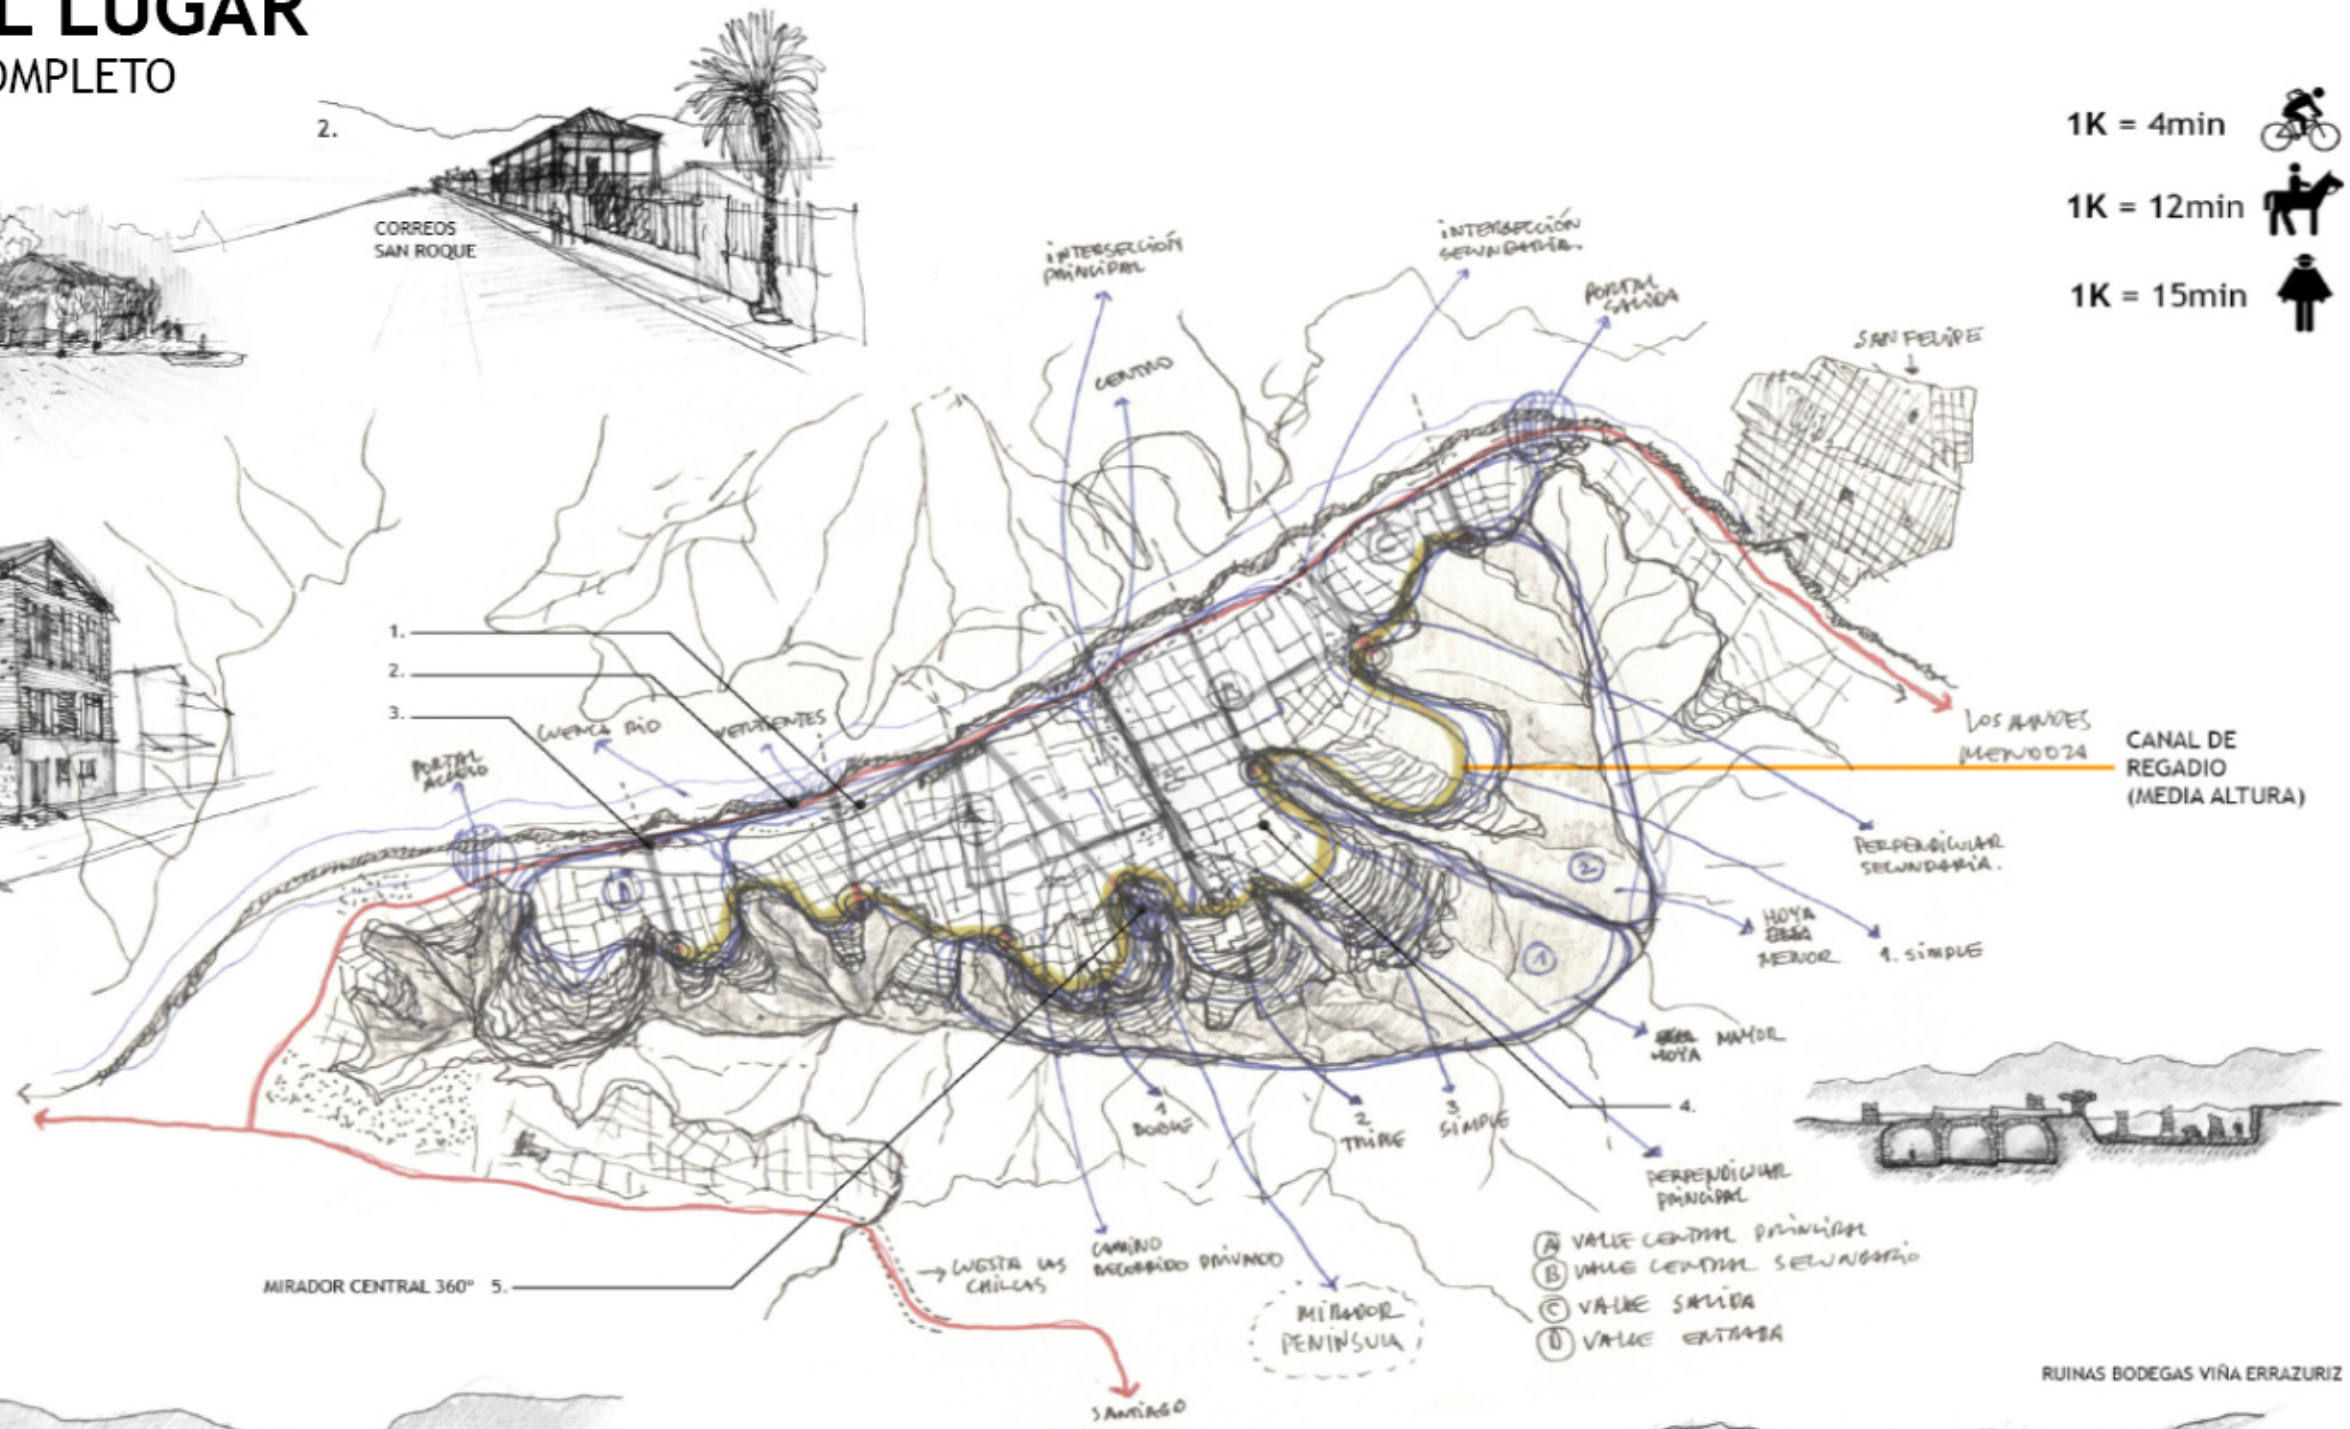 L LUGAR
OMPLETO
2.
CORREOS
SAN ROQUE
1K = 4min
1K = 12min
1K = 15min
INTERSECCIÓN
PRINCIPAL
INTERSECCIÓN
SECUNDARIA.
PORTAL
SALIDA
CENTRO
SAN FELIPE
1.
2.
3.
CUENCA RIO
VERTIENTES
PORTAL
ACCESO
A
B
C
D
LOS ANDES
MENDOZA
CANAL DE
REGADIO
(MEDIA ALTURA)
PERPENDICULAR
SECUNDARIA.
2
1
HOYA
MENOR
1. SIMPLE
MAYOR
HOYA
1
DOBLE
2
TRIPLE
3
SIMPLE
4.
PERPENDICULAR
PRINCIPAL
CAMINO
RECORRIDO PRIVADO
CUESTA LAS
CHILCAS
MIRADOR CENTRAL 360° 5.
MIRADOR
PENINSULA
A VALLE CENTRAL PRINCIPAL
B VALLE CENTRAL SECUNDARIO
C VALLE SALIDA
D VALLE ENTRADA
SANTIAGO
RUINAS BODEGAS VIÑA ERRAZURIZ